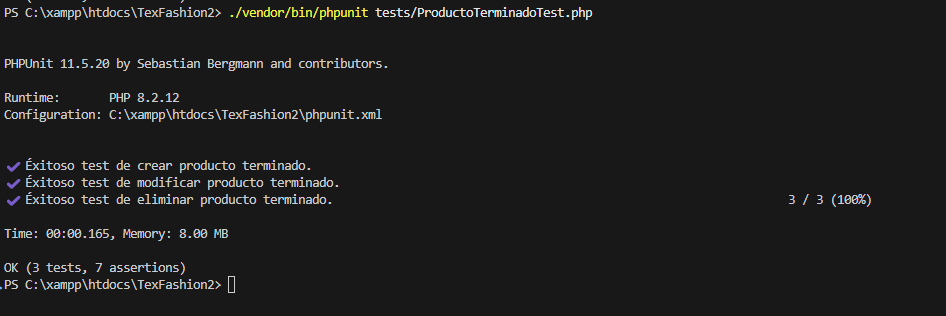 PS C:\xampp\htdocs\TexFashion2> ./vendor/bin/phpunit tests/ProductoTerminadoTest.php
PHPUnit 11.5.20 by Sebastian Bergmann and contributors.
Runtime:       PHP 8.2.12
Configuration: C:\xampp\htdocs\TexFashion2\phpunit.xml
✔ Éxitoso test de crear producto terminado.
✔ Éxitoso test de modificar producto terminado.
✔ Éxitoso test de eliminar producto terminado. 3 / 3 (100%)
Time: 00:00.165, Memory: 8.00 MB
OK (3 tests, 7 assertions)
PS C:\xampp\htdocs\TexFashion2>